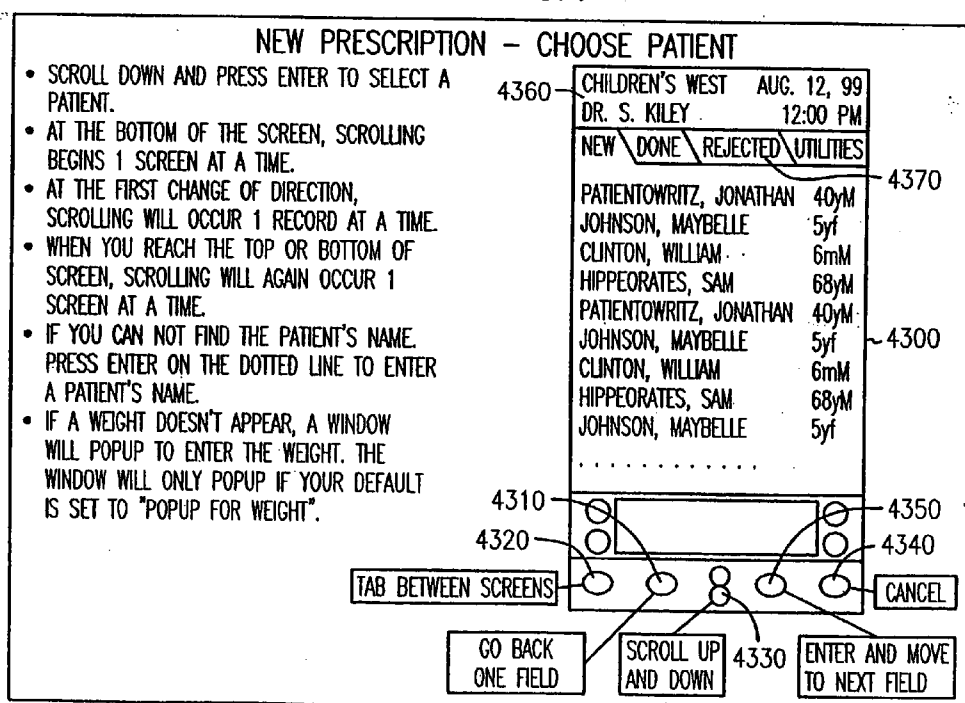 NEW PRESCRIPTION - CHOOSE PATIENT
• SCROLL DOWN AND PRESS ENTER TO SELECT A
PATIENT.
• AT THE BOTTOM OF THE SCREEN, SCROLLING
BEGINS 1 SCREEN AT A TIME.
• AT THE FIRST CHANGE OF DIRECTION,
SCROLLING WILL OCCUR 1 RECORD AT A TIME.
• WHEN YOU REACH THE TOP OR BOTTOM OF
SCREEN, SCROLLING WILL AGAIN OCCUR 1
SCREEN AT A TIME.
• IF YOU CAN NOT FIND THE PATIENT'S NAME.
PRESS ENTER ON THE DOTTED LINE TO ENTER
A PATIENT'S NAME.
• IF A WEIGHT DOESN'T APPEAR, A WINDOW
WILL POPUP TO ENTER THE WEIGHT. THE
WINDOW WILL ONLY POPUP IF YOUR DEFAULT
IS SET TO "POPUP FOR WEIGHT".
4360
CHILDREN'S WEST AUG. 12, 99
DR. S. KILEY 12:00 PM
NEW DONE REJECTED UTILITIES
4370
PATIENTOWRITZ, JONATHAN 40yM
JOHNSON, MAYBELLE 5yf
CLINTON, WILLIAM 6mM
HIPPEORATES, SAM 68yM
PATIENTOWRITZ, JONATHAN 40yM
JOHNSON, MAYBELLE 5yf
4300
CLINTON, WILLIAM 6mM
HIPPEORATES, SAM 68yM
JOHNSON, MAYBELLE 5yf
. . . . . . . . . . . .
4310
4350
4320
4340
TAB BETWEEN SCREENS
CANCEL
GO BACK
ONE FIELD
SCROLL UP
AND DOWN
4330
ENTER AND MOVE
TO NEXT FIELD